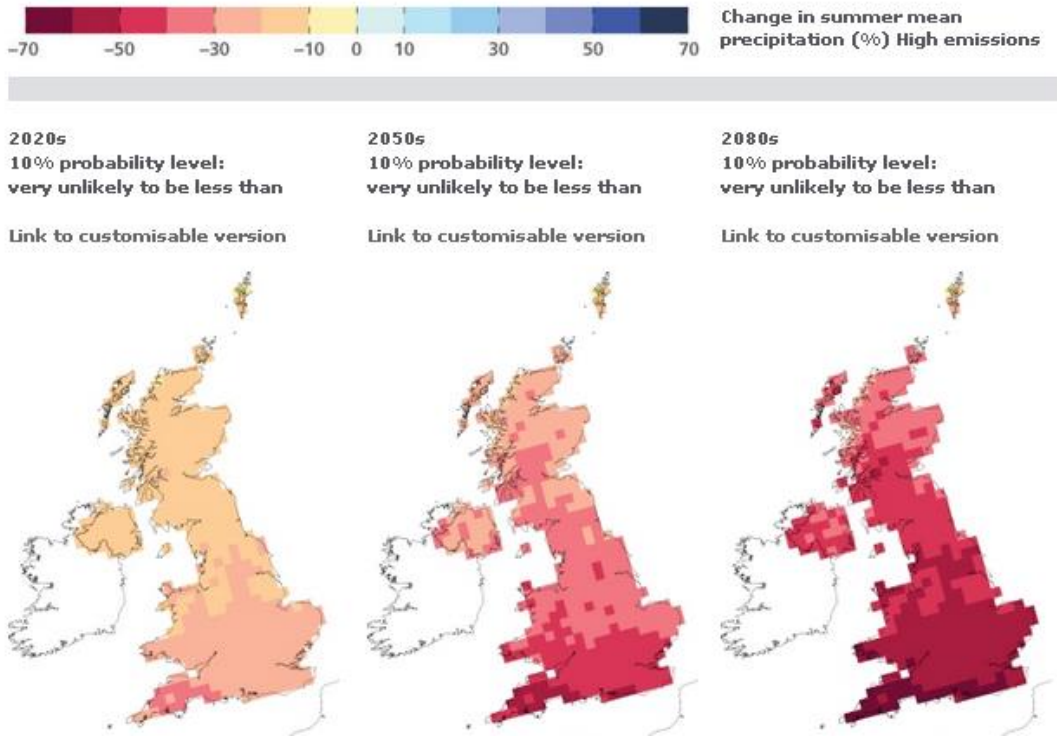 Change in summer mean
precipitation (%) High emissions
−70 −50 −30 −10 0 10 30 50 70
2020s
10% probability level:
very unlikely to be less than
Link to customisable version
2050s
10% probability level:
very unlikely to be less than
Link to customisable version
2080s
10% probability level:
very unlikely to be less than
Link to customisable version